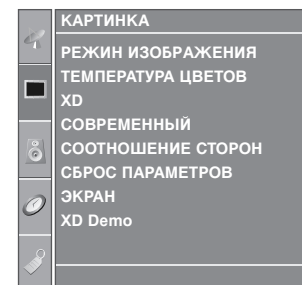 КАРТИНКА
РЕЖИН ИЗОБРАЖЕНИЯ
ТЕМПЕРАТУРА ЦВЕТОВ
XD
СОВРЕМЕННЫЙ
СООТНОШЕНИЕ СТОРОН
СБРОС ПАРАМЕТРОВ
ЭКРАН
XD Demo